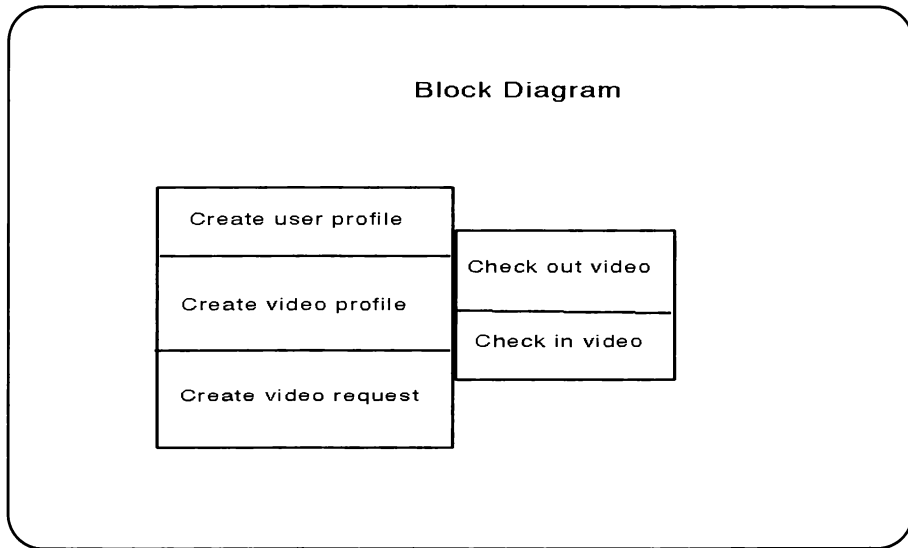 Block Diagram
Create user profile
Create video profile
Create video request
Check out video
Check in video